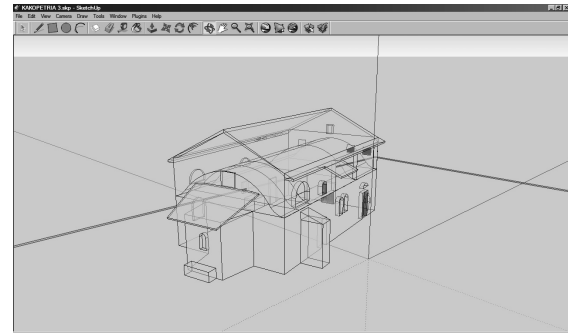 KAKOPETRIA 3.skp - SketchUp
File Edit View Camera Draw Tools Window Plugins Help